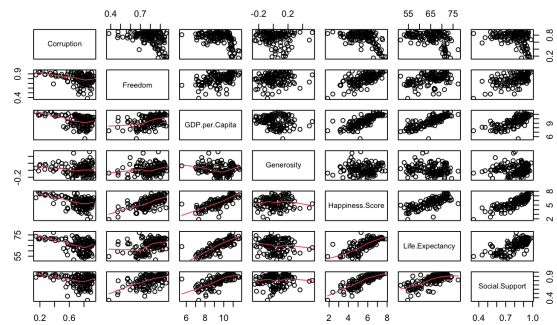 0.4 0.7
-0.2 0.2
55 65 75
Corruption
0.2 0.8
0.4 0.9
Freedom
GDP.per.Capita
6 9
-0.2
Generosity
Happiness.Score
2 5 8
55 75
Life.Expectancy
Social.Support
0.4 0.9
0.2 0.6
6 8 10
2 4 6 8
0.4 0.6 0.8 1.0